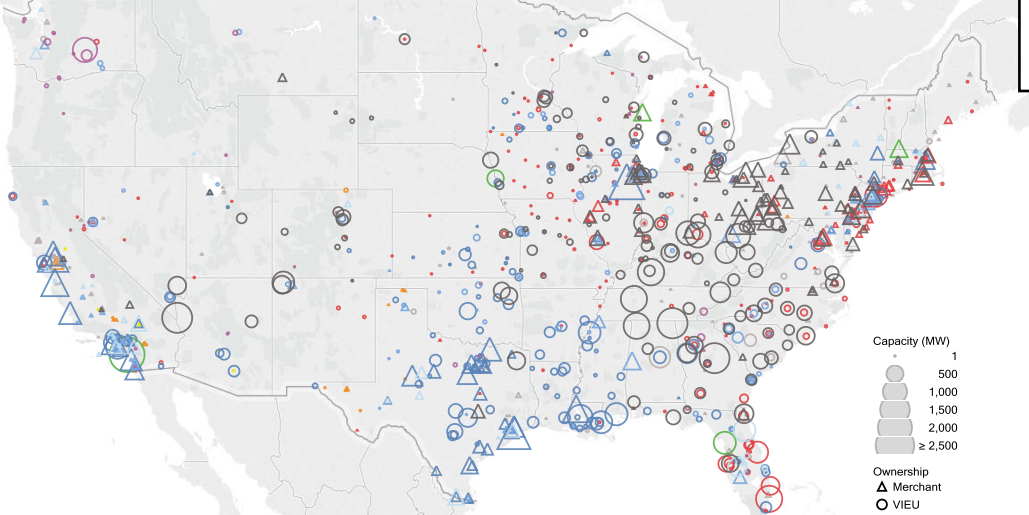 Capacity (MW)
1
500
1,000
1,500
2,000
≥ 2,500
Ownership
Merchant
VIEU